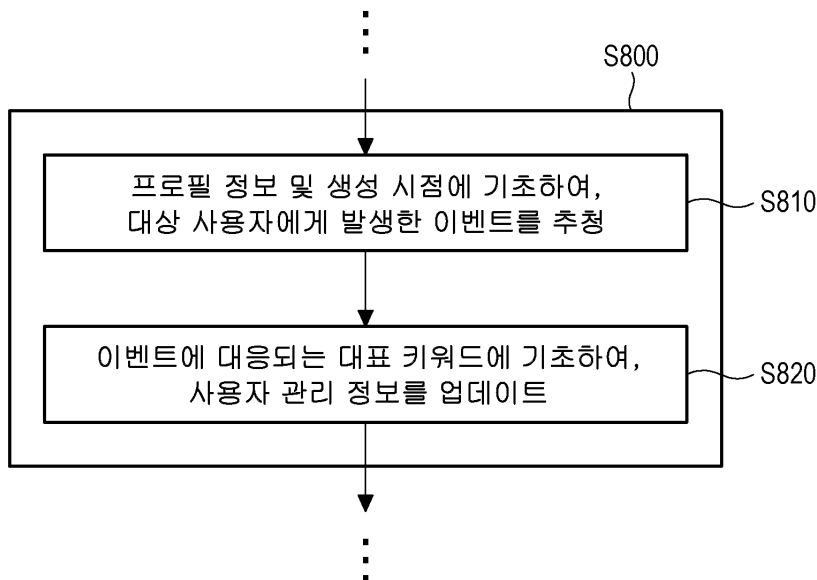 S800
프로필 정보 및 생성 시점에 기초하여,
대상 사용자에게 발생한 이벤트를 추청
S810
이벤트에 대응되는 대표 키워드에 기초하여,
사용자 관리 정보를 업데이트
S820